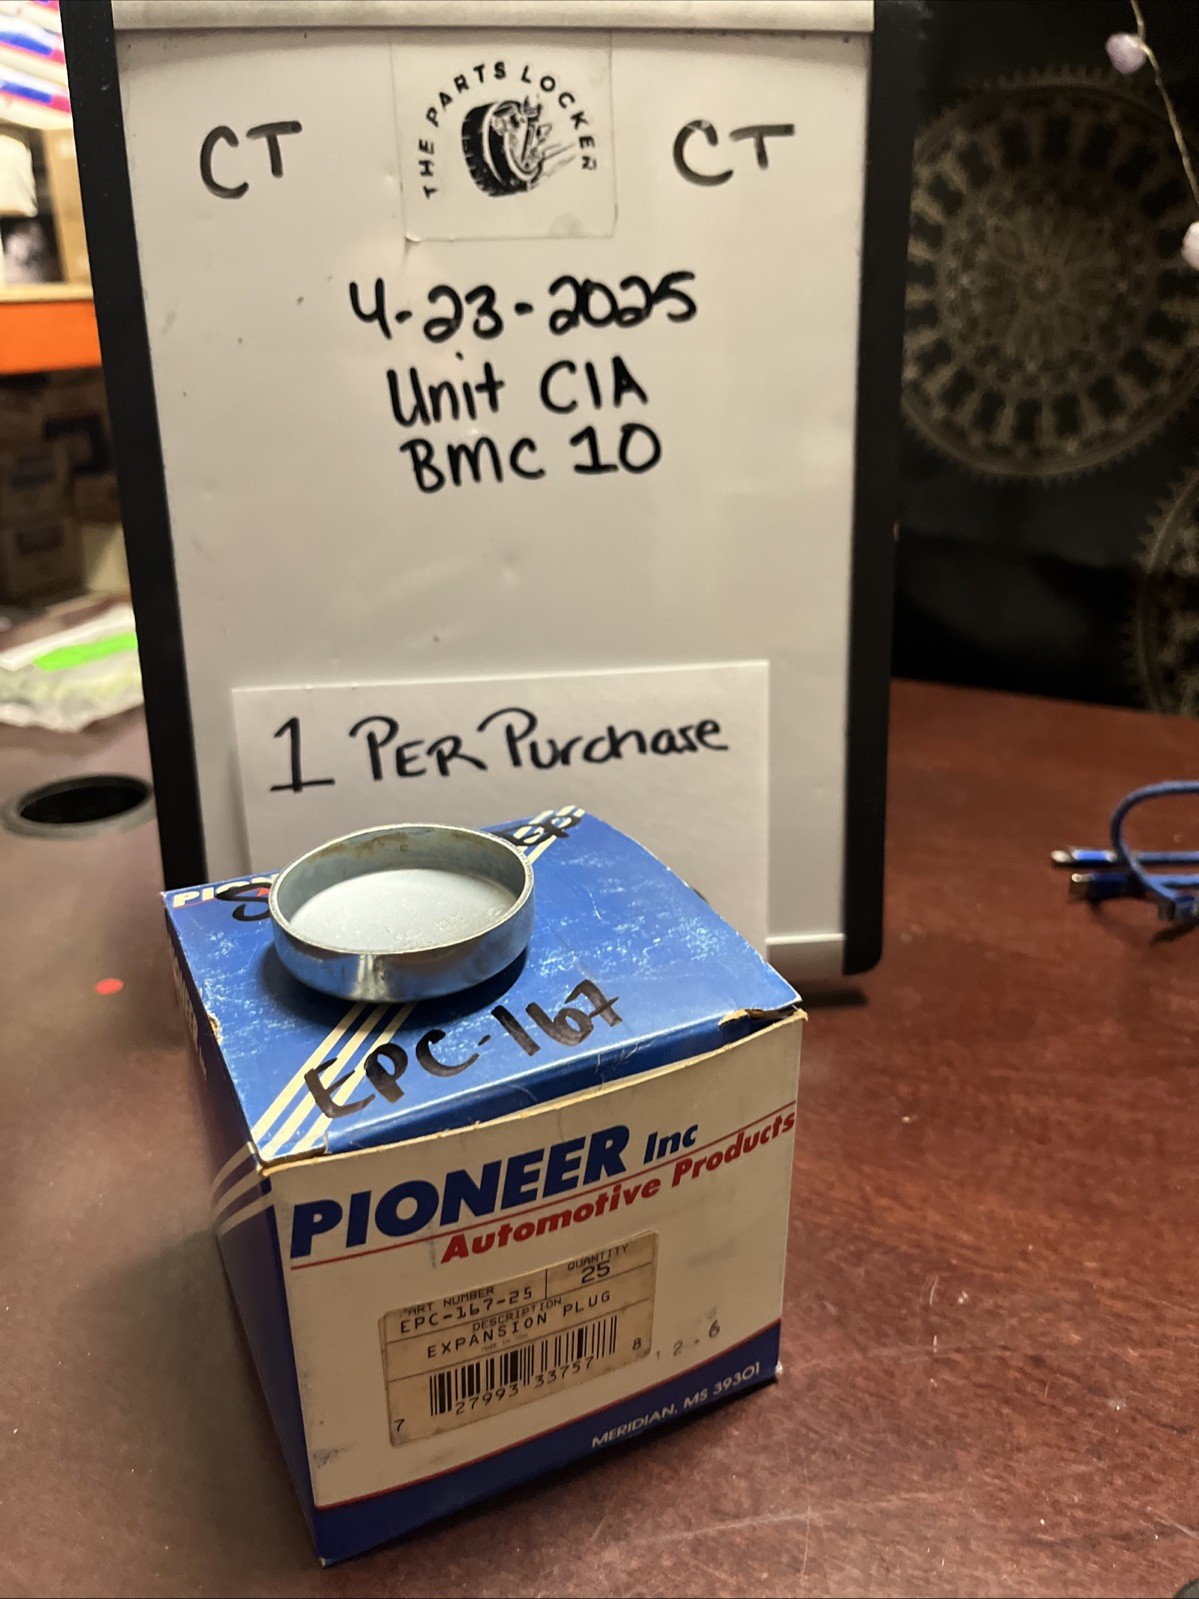 THE PARTS LOCKER
CT CT
4-23-2025
Unit C1A
BMC 10
1 PER Purchase
EPC-167
PIONEER Inc
Automotive Products
PART NUMBER QUANTITY
EPC-167-25 25
DESCRIPTION
EXPANSION PLUG
7 27993 33757 8
2-6
MERIDIAN, MS 39301